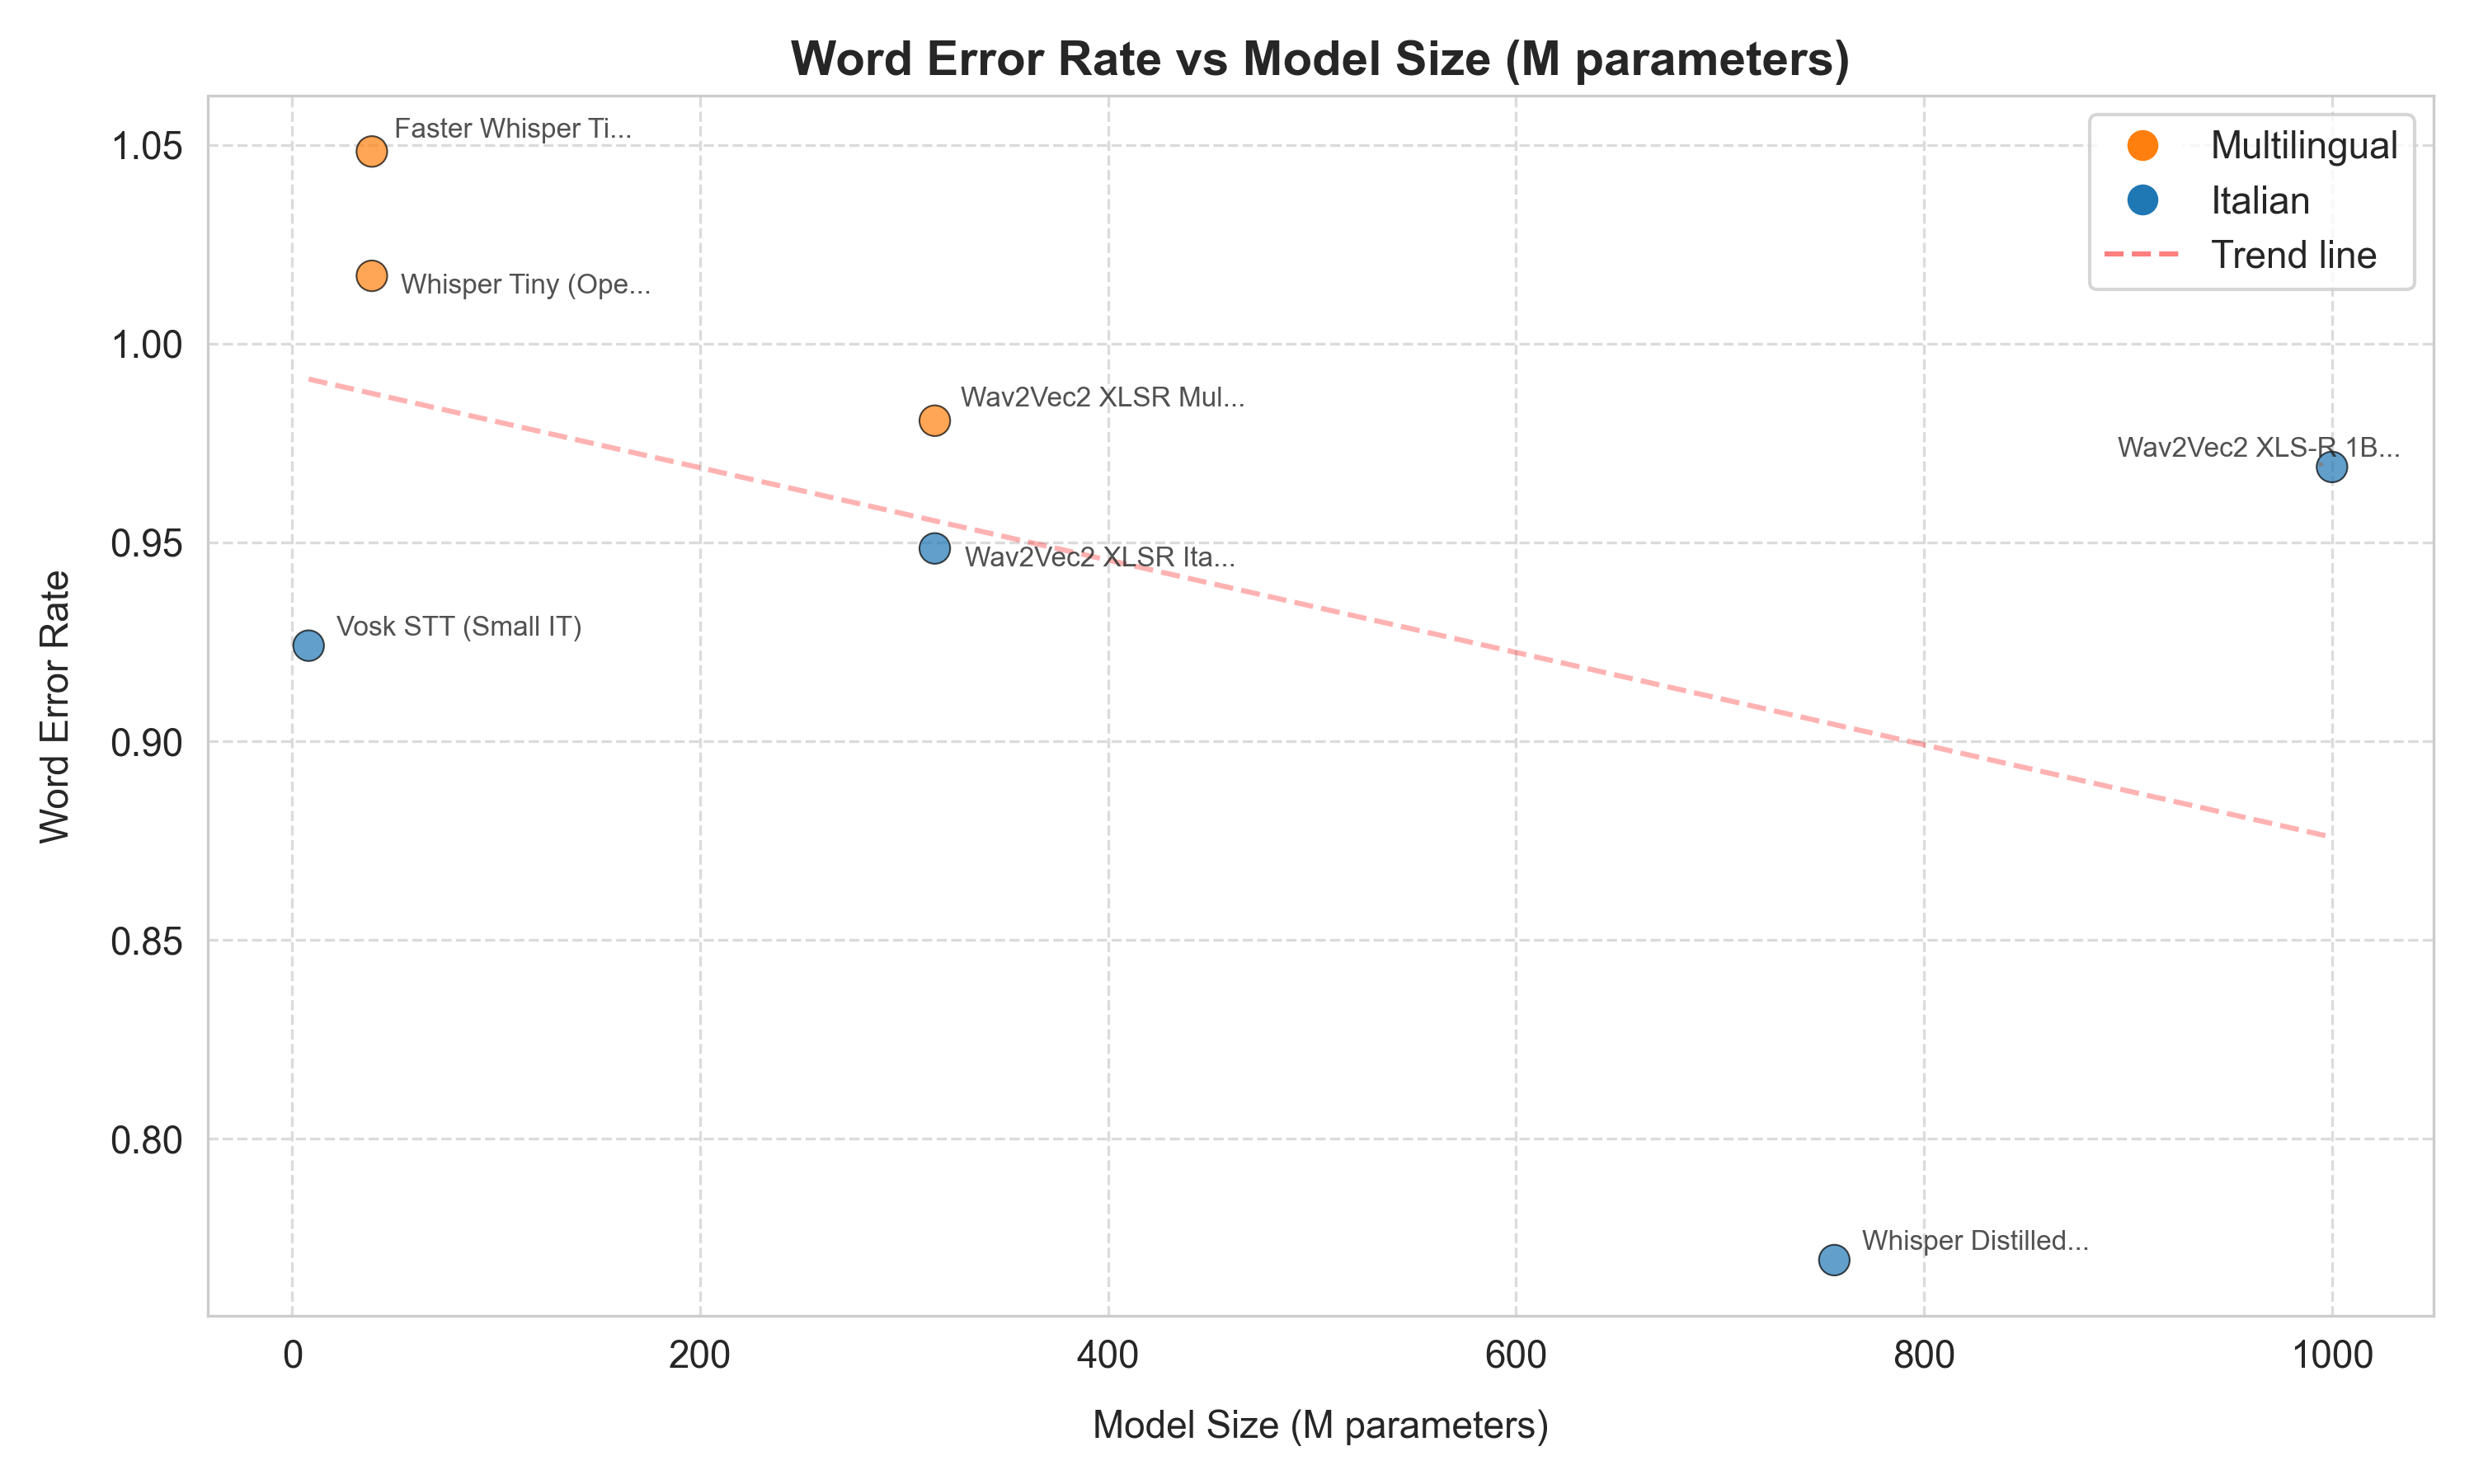 Word Error Rate vs Model Size (M parameters)
Faster Whisper Ti...
Whisper Tiny (Ope...
Wav2Vec2 XLSR Mul...
Wav2Vec2 XLS-R 1B...
Wav2Vec2 XLSR Ita...
Vosk STT (Small IT)
Whisper Distilled...
Multilingual
Italian
Trend line
Word Error Rate
1.05
1.00
0.95
0.90
0.85
0.80
0
200
400
600
800
1000
Model Size (M parameters)